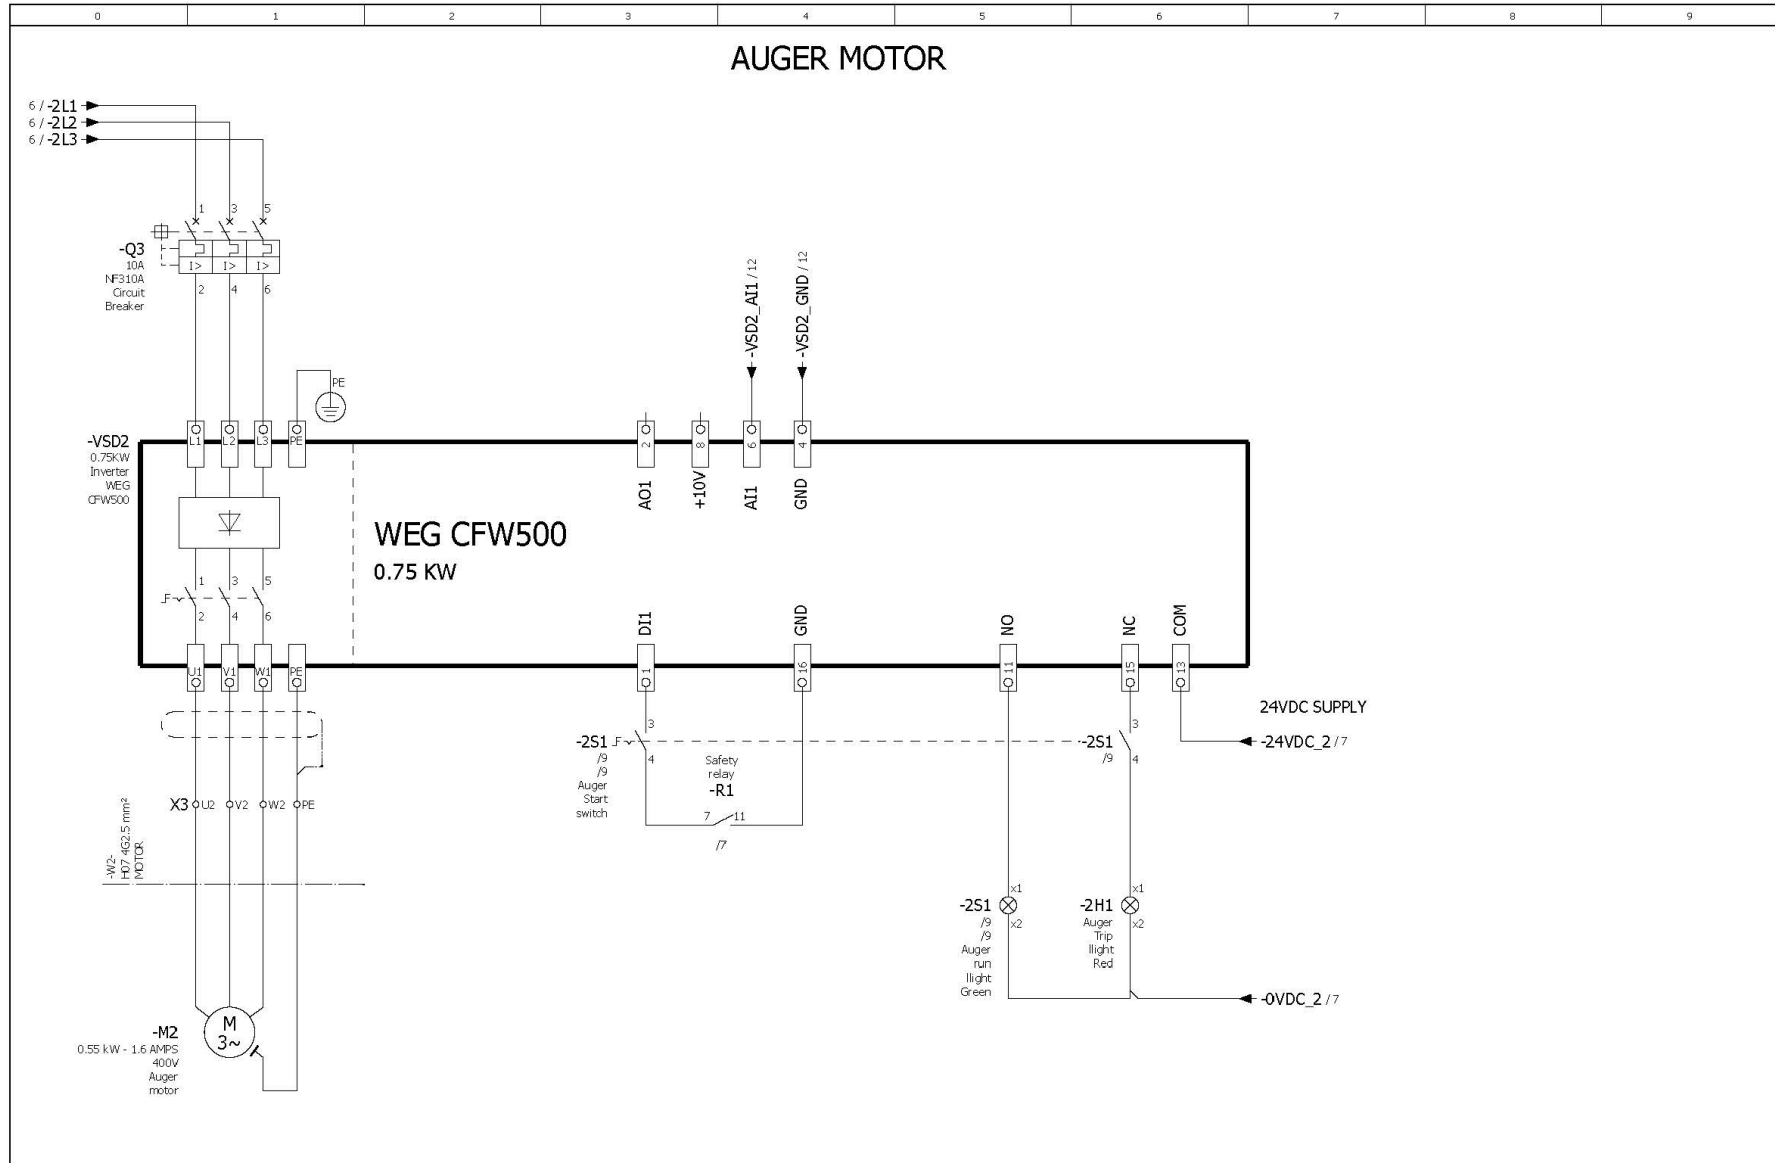 0 1 2 3 4 5 6 7 8 9
AUGER MOTOR
6 / -2L1
6 / -2L2
6 / -2L3
1 3 5
-Q3
10A
NF310A
Circuit
Breaker
I> I> I>
2 4 6
PE
-VSD2_AI1 / 12
-VSD2_GND / 12
-VSD2
0.75KW
Inverter
WEG
CFW500
L1 L2 L3 PE
2 8 6 4
AO1 +10V AI1 GND
WEG CFW500
0.75 KW
1 3 5
2 4 6
DI1 GND NO NC COM
U1 V1 W1 PE
1 16 11 15 13
24VDC SUPPLY
-24VDC_2 / 7
-2S1
/9
/9
Auger
Start
switch
3
4
Safety
relay
-R1
7 11
/7
-2S1
/9
3
4
X3 U2 V2 W2 PE
-W2-
H07 4G2.5 mm²
MOTOR
-2S1
/9
/9
Auger
run
llight
Green
x1
x2
-2H1
Auger
Trip
llight
Red
x1
x2
-0VDC_2 / 7
-M2
0.55 kW - 1.6 AMPS
400V
Auger
motor
M
3~